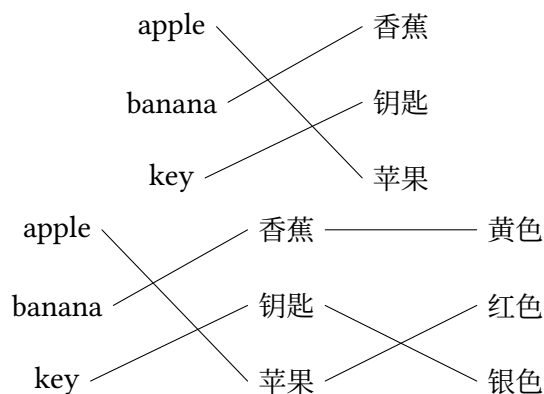 apple 香蕉
banana 钥匙
key 苹果
apple 香蕉 黄色
banana 钥匙 红色
key 苹果 银色